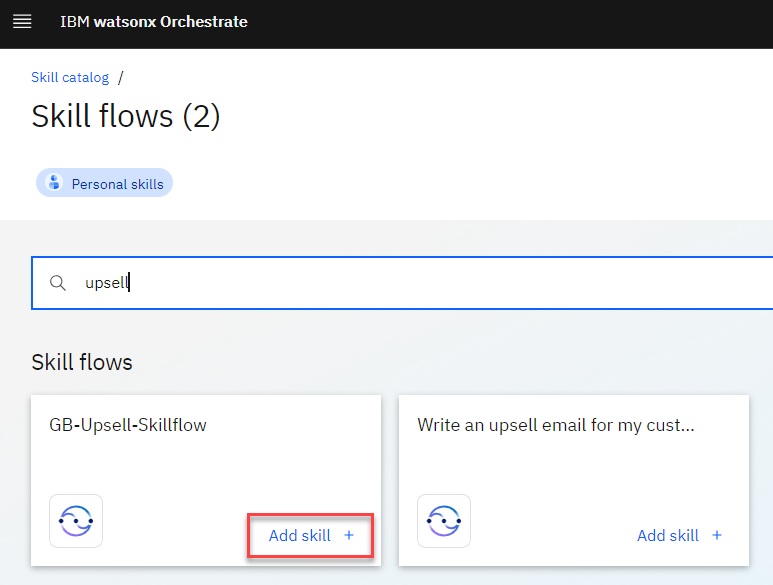 IBM watsonx Orchestrate
Skill catalog /
Skill flows (2)
Personal skills
upsell
Skill flows
GB-Upsell-Skillflow
Write an upsell email for my cust...
Add skill +
Add skill +